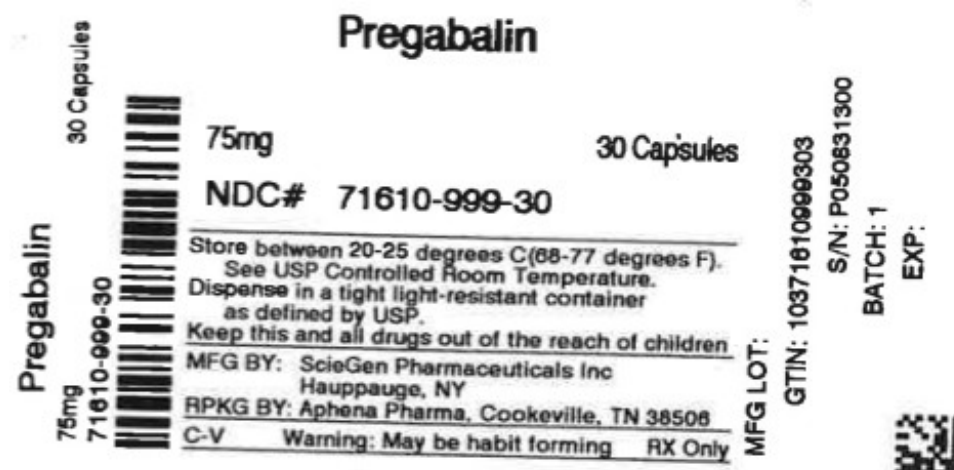 Pregabalin
75mg 30 Capsules
NDC# 71610-999-30
Store between 20-25 degrees C(68-77 degrees F).
See USP Controlled Room Temperature.
Dispense in a tight light-resistant container
as defined by USP.
Keep this and all drugs out of the reach of children
MFG BY: ScieGen Pharmaceuticals Inc
Hauppauge, NY
RPKG BY: Aphena Pharma, Cookeville, TN 38506
C-V Warning: May be habit forming RX Only
Pregabalin
30 Capsules
75mg
71610-999-30
MFG LOT:
GTIN: 10371610999303
S/N: P050831300
BATCH: 1
EXP: